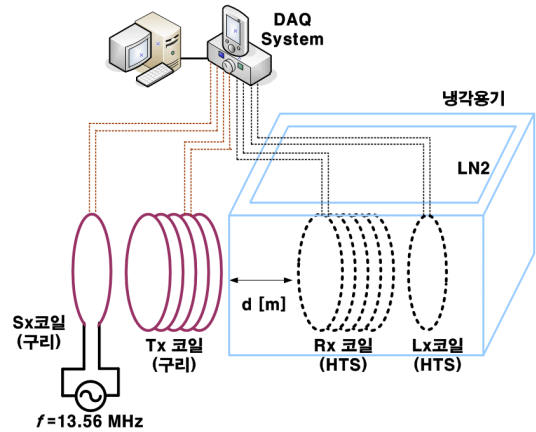 DAQ
System
냉각용기
LN2
d [m]
Sx코일
(구리)
Tx 코일
(구리)
Rx 코일
(HTS)
Lx코일
(HTS)
f=13.56 MHz